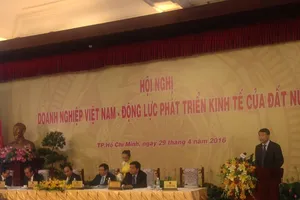 HỘI NGHỊ
DOANH NGHIỆP VIỆT NAM - ĐỘNG LỰC PHÁT TRIỂN KINH TẾ CỦA ĐẤT
TP.Hồ Chí Minh, ngày 25 tháng 4 năm 2016